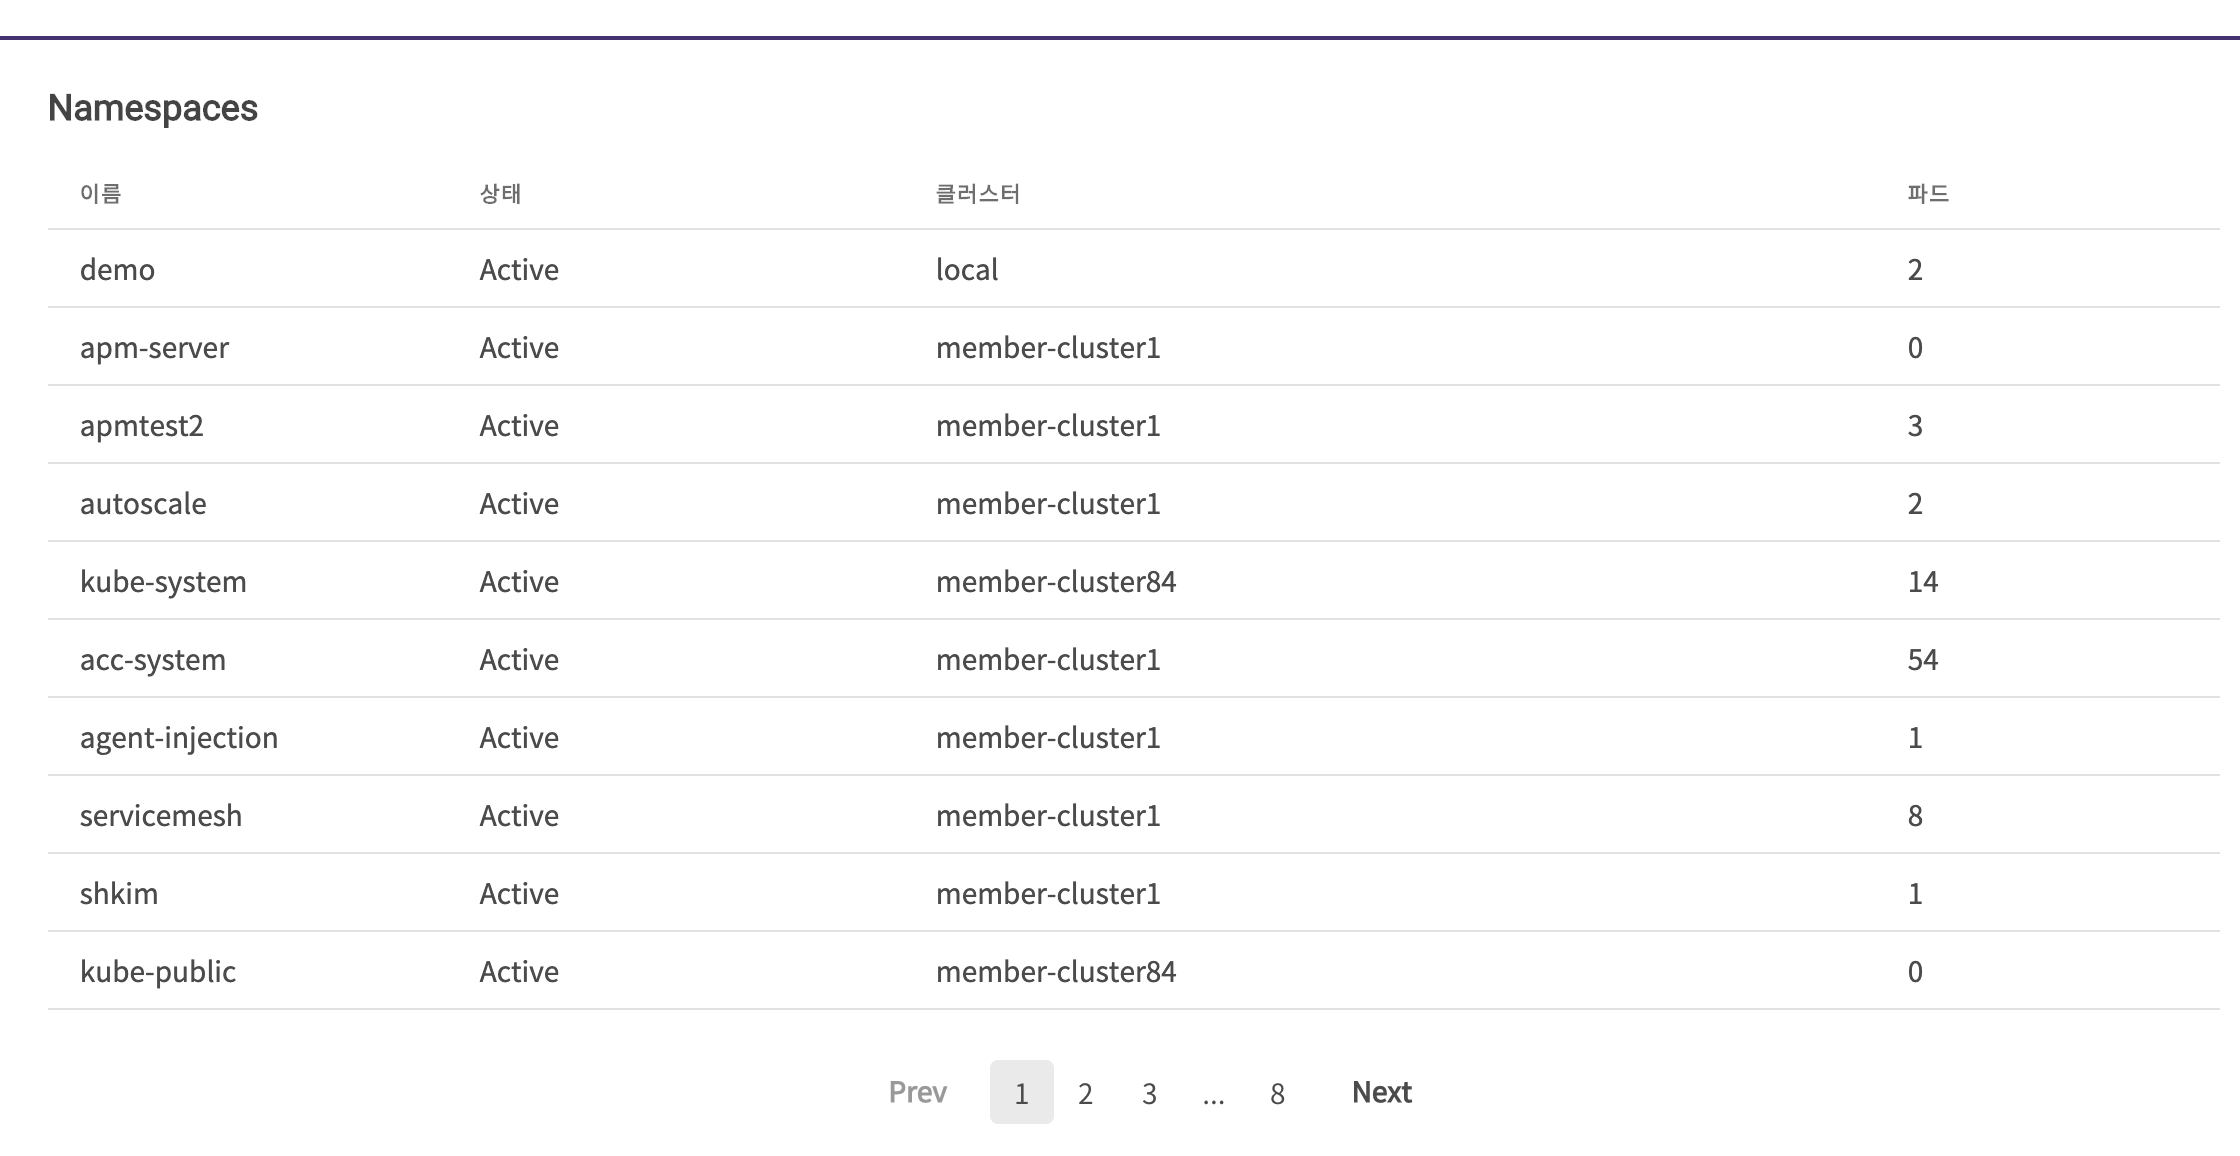 Namespaces
이름 상태 클러스터 파드
demo Active local 2
apm-server Active member-cluster1 0
apmtest2 Active member-cluster1 3
autoscale Active member-cluster1 2
kube-system Active member-cluster84 14
acc-system Active member-cluster1 54
agent-injection Active member-cluster1 1
servicemesh Active member-cluster1 8
shkim Active member-cluster1 1
kube-public Active member-cluster84 0
Prev 1 2 3 ... 8 Next